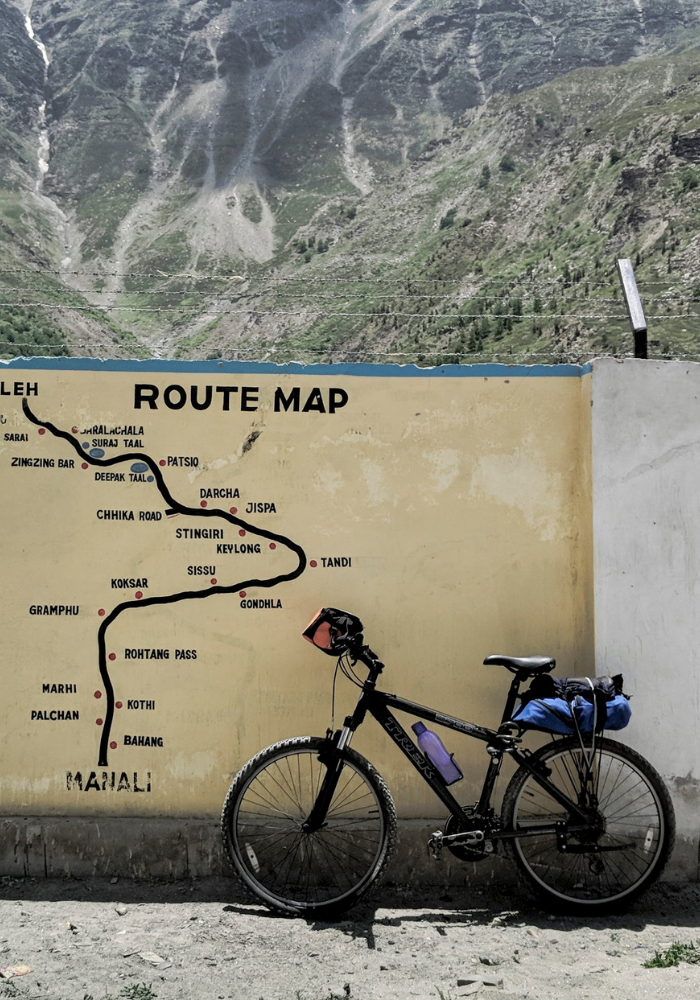 LEH
ROUTE MAP
SARAI
BARALACHALA
SURAJ TAAL
ZINGZING BAR
PATSIO
DEEPAK TAAL
DARCHA
JISPA
CHHIKA ROAD
STINGIRI
KEYLONG
TANDI
SISSU
KOKSAR
GONDHLA
GRAMPHU
ROHTANG PASS
MARHI
KOTHI
PALCHAN
BAHANG
MANALI
TREK